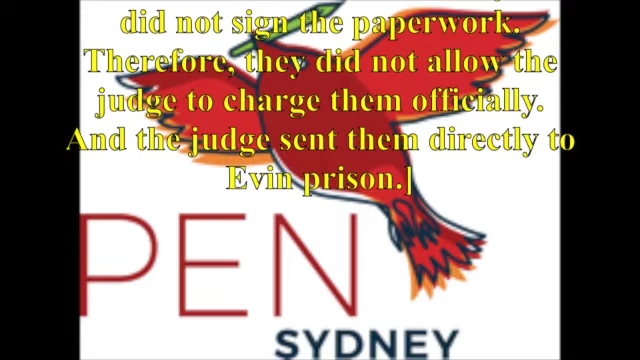 did not sign the paperwork.
Therefore, they did not allow the
judge to charge them officially.
And the judge sent them directly to
Evin prison.]
PEN
SYDNEY